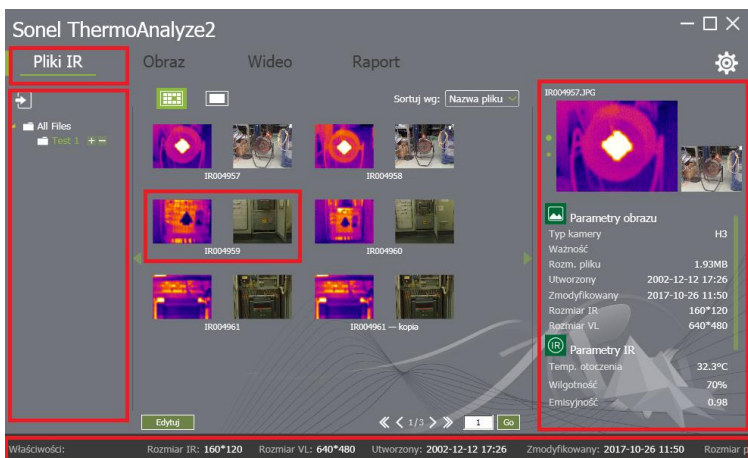 Sonel ThermoAnalyze2
Pliki IR Obraz Wideo Raport
All Files
Test 1
Sortuj wg: Nazwa pliku
IR004957 IR004958
IR004959 IR004960
IR004961 IR004961 — kopia
Edytuj
1/3 1 Go
IR004957.JPG
Parametry obrazu
Typ kamery H3
Ważność
Rozm. pliku 1.93MB
Utworzony 2002-12-12 17:26
Zmodyfikowany 2017-10-26 11:50
Rozmiar IR 160*120
Rozmiar VL 640*480
IR Parametry IR
Temp. otoczenia 32.3ºC
Wilgotność 70%
Emisyjność 0.98
Właściwości: Rozmiar IR: 160*120 Rozmiar VL: 640*480 Utworzony: 2002-12-12 17:26 Zmodyfikowany: 2017-10-26 11:50 Rozmiar p